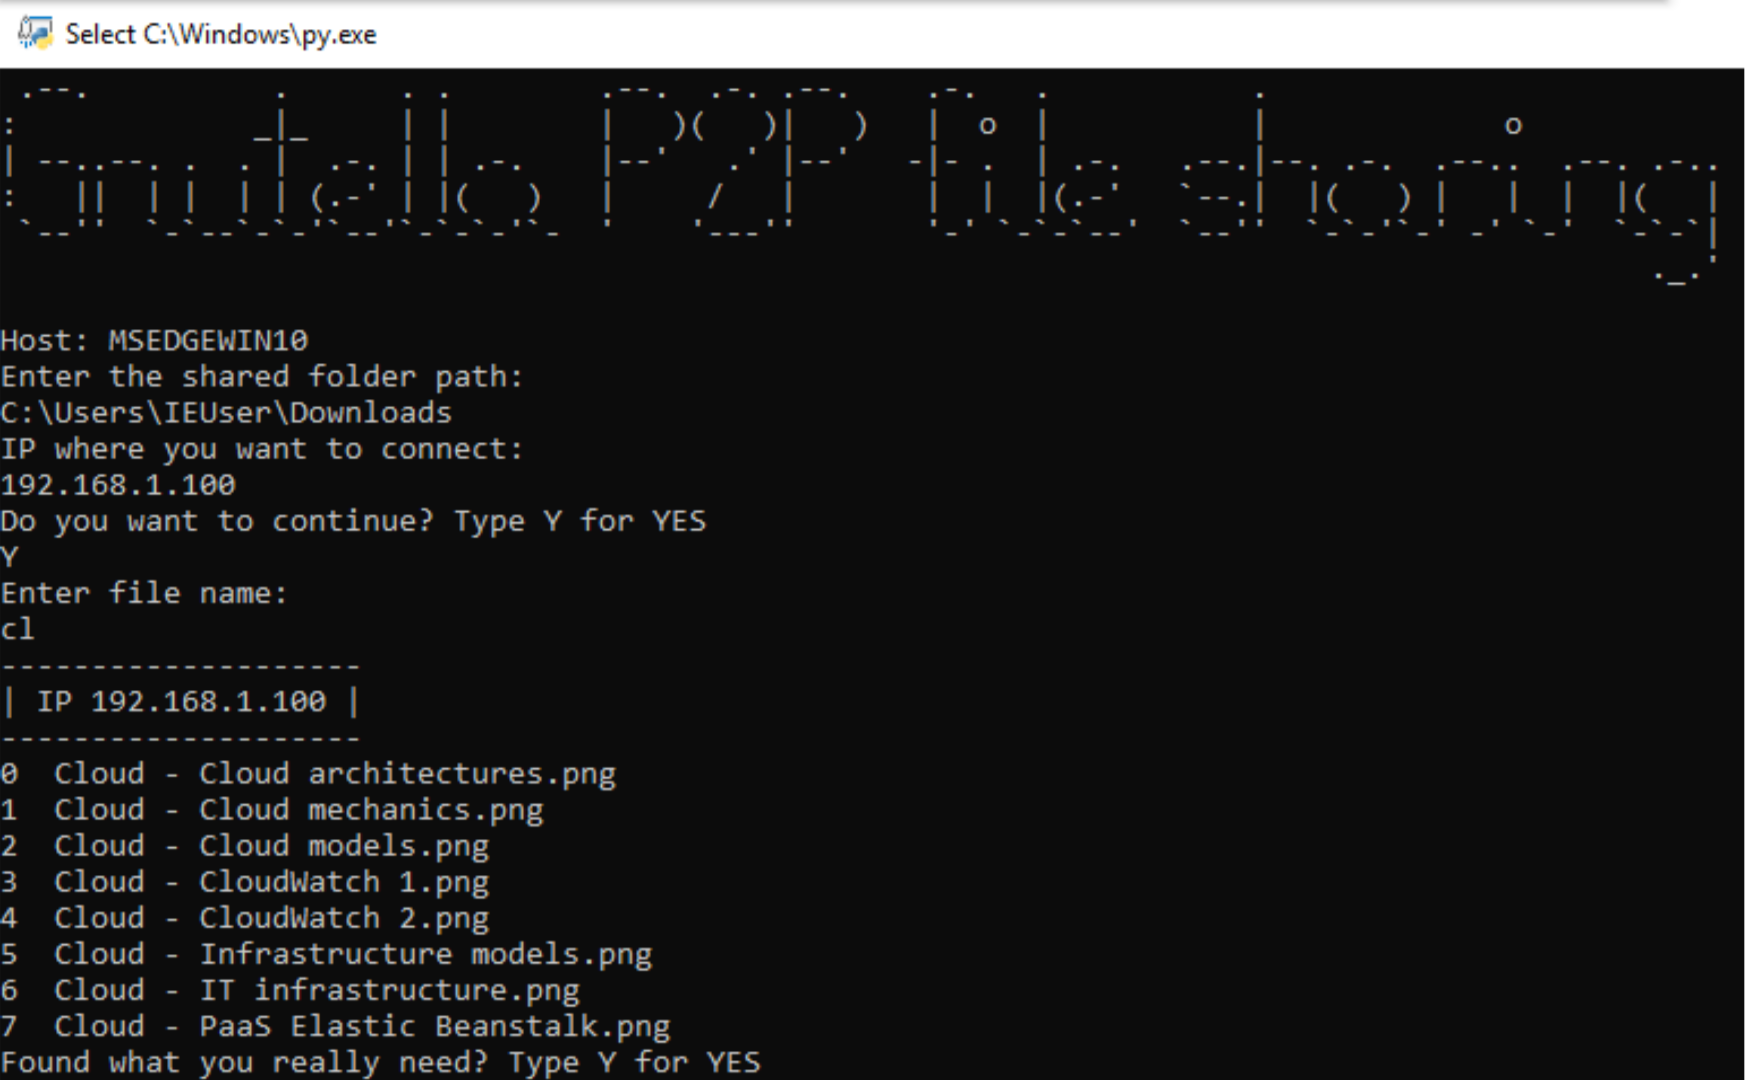 Select C:\Windows\py.exe
Gnutella P2P file sharing
Host: MSEDGEWIN10
Enter the shared folder path:
C:\Users\IEUser\Downloads
IP where you want to connect:
192.168.1.100
Do you want to continue? Type Y for YES
Y
Enter file name:
cl
--------------------
| IP 192.168.1.100 |
--------------------
0  Cloud - Cloud architectures.png
1  Cloud - Cloud mechanics.png
2  Cloud - Cloud models.png
3  Cloud - CloudWatch 1.png
4  Cloud - CloudWatch 2.png
5  Cloud - Infrastructure models.png
6  Cloud - IT infrastructure.png
7  Cloud - PaaS Elastic Beanstalk.png
Found what you really need? Type Y for YES